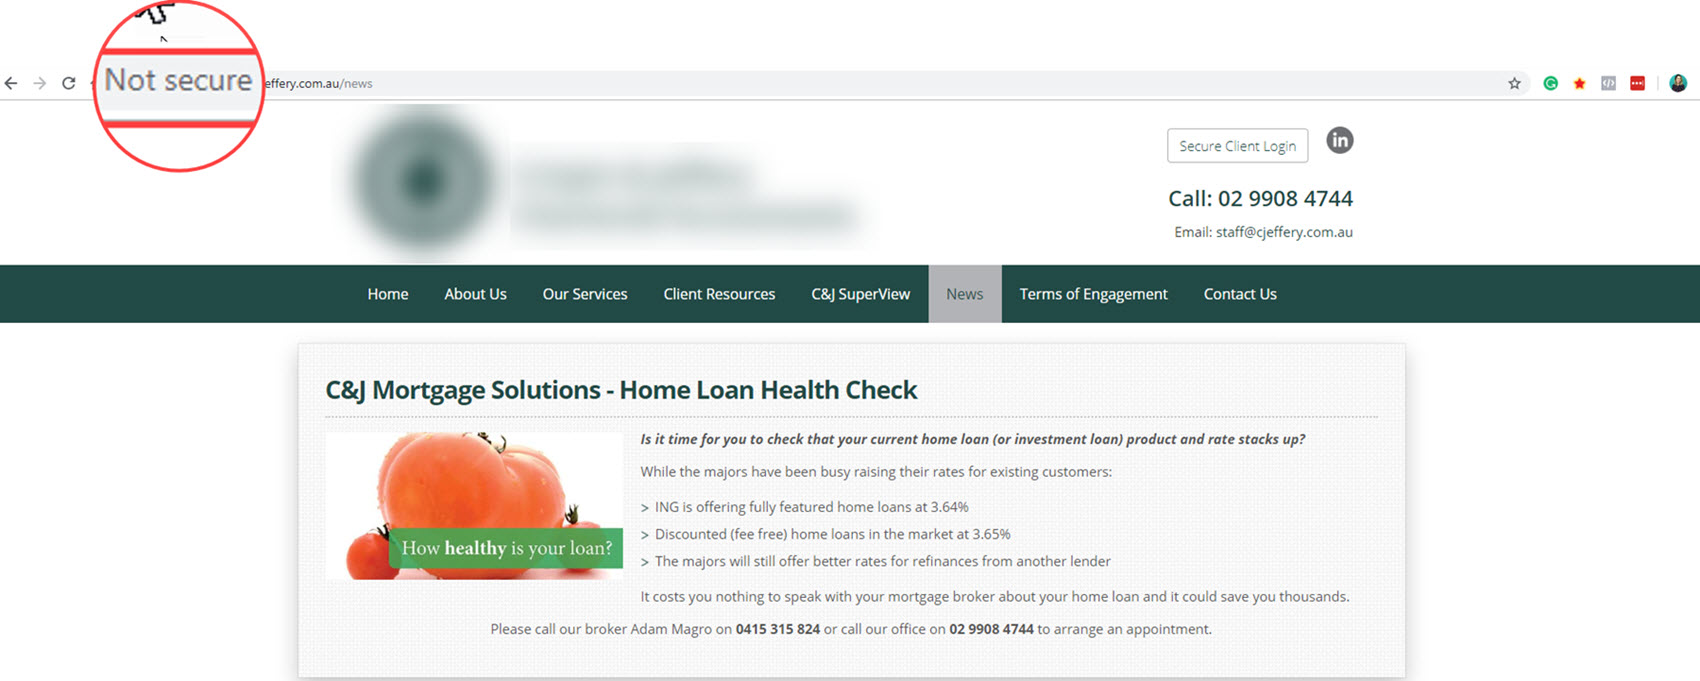 Not secure
effery.com.au/news
Secure Client Login
in
Call: 02 9908 4744
Email: staff@cjeffery.com.au
Home About Us Our Services Client Resources C&J SuperView News Terms of Engagement Contact Us
C&J Mortgage Solutions - Home Loan Health Check
How healthy is your loan?
Is it time for you to check that your current home loan (or investment loan) product and rate stacks up?
While the majors have been busy raising their rates for existing customers:
> ING is offering fully featured home loans at 3.64%
> Discounted (fee free) home loans in the market at 3.65%
> The majors will still offer better rates for refinances from another lender
It costs you nothing to speak with your mortgage broker about your home loan and it could save you thousands.
Please call our broker Adam Magro on 0415 315 824 or call our office on 02 9908 4744 to arrange an appointment.